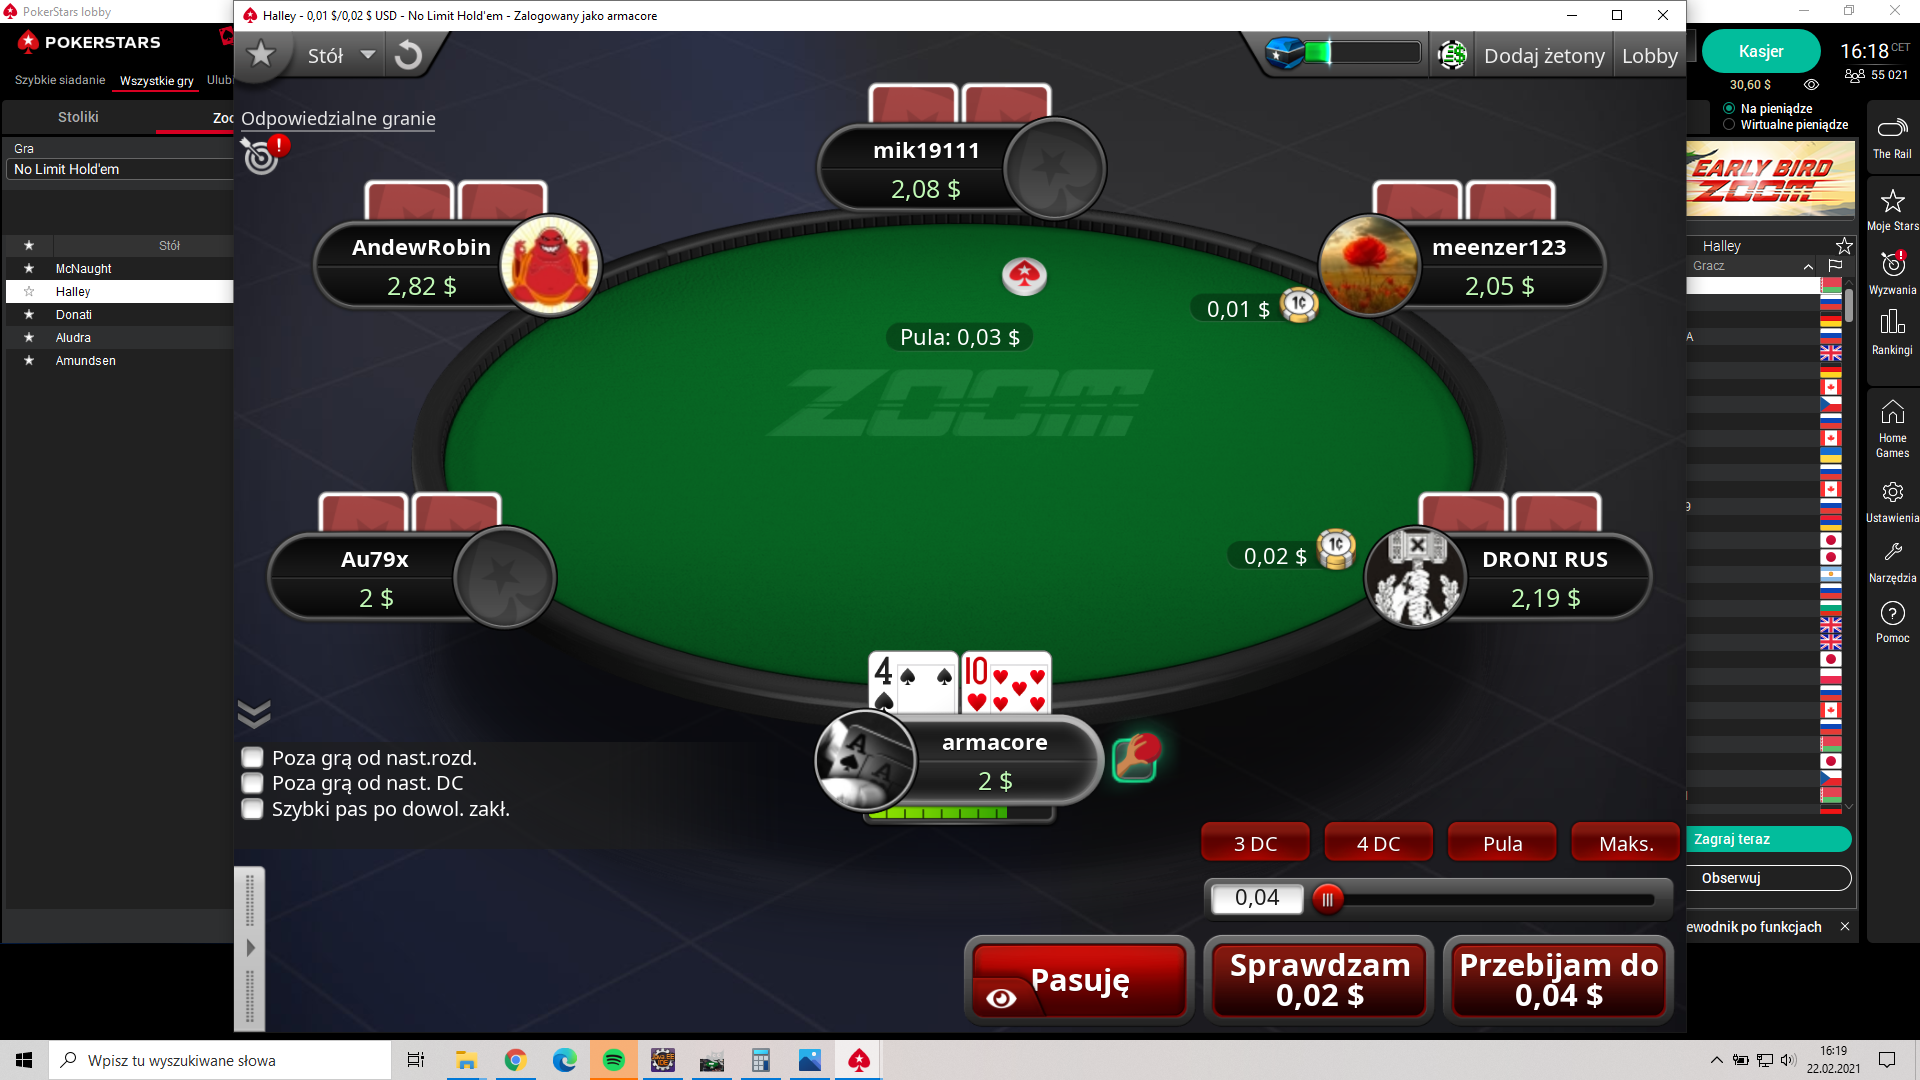 PokerStars lobby
POKERSTARS
Szybkie siadanie
Wszystkie gry
Stoliki
Gra
No Limit Hold'em
Stół
McNaught
Halley
Donati
Aludra
Amundsen
Halley - 0,01 $/0,02 $ USD - No Limit Hold'em - Zalogowany jako armacore
Stół
Dodaj żetony
Lobby
Odpowiedzialne granie
!
mik19111
2,08 $
AndewRobin
2,82 $
meenzer123
2,05 $
0,01 $
1¢
Pula: 0,03 $
ZOOM
Au79x
2 $
0,02 $
1¢
DRONI RUS
2,19 $
4
10
armacore
2 $
A
A
Poza grą od nast.rozd.
Poza grą od nast. DC
Szybki pas po dowol. zakł.
3 DC
4 DC
Pula
Maks.
0,04
Pasuję
Sprawdzam
0,02 $
Przebijam do
0,04 $
Kasjer
30,60 $
16:18 CET
55 021
Na pieniądze
Wirtualne pieniądze
EARLY BIRD
ZOOM
Halley
Gracz
A
9
Zagraj teraz
Obserwuj
ewodnik po funkcjach
The Rail
Moje Stars
!
Wyzwania
Rankingi
Home
Games
Ustawienia
Narzędzia
Pomoc
Wpisz tu wyszukiwane słowa
16:19
22.02.2021